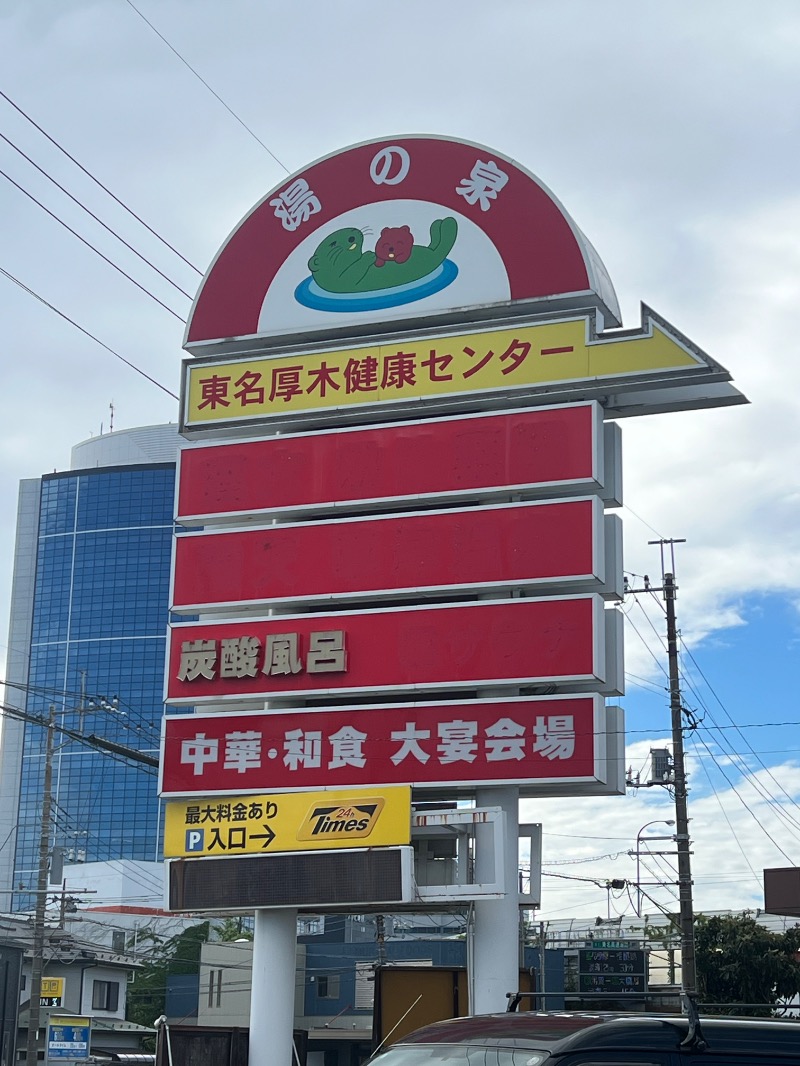 湯の泉
東名厚木健康センター
炭酸風呂
中華・和食 大宴会場
最大料金あり
P入口→
24h
Times